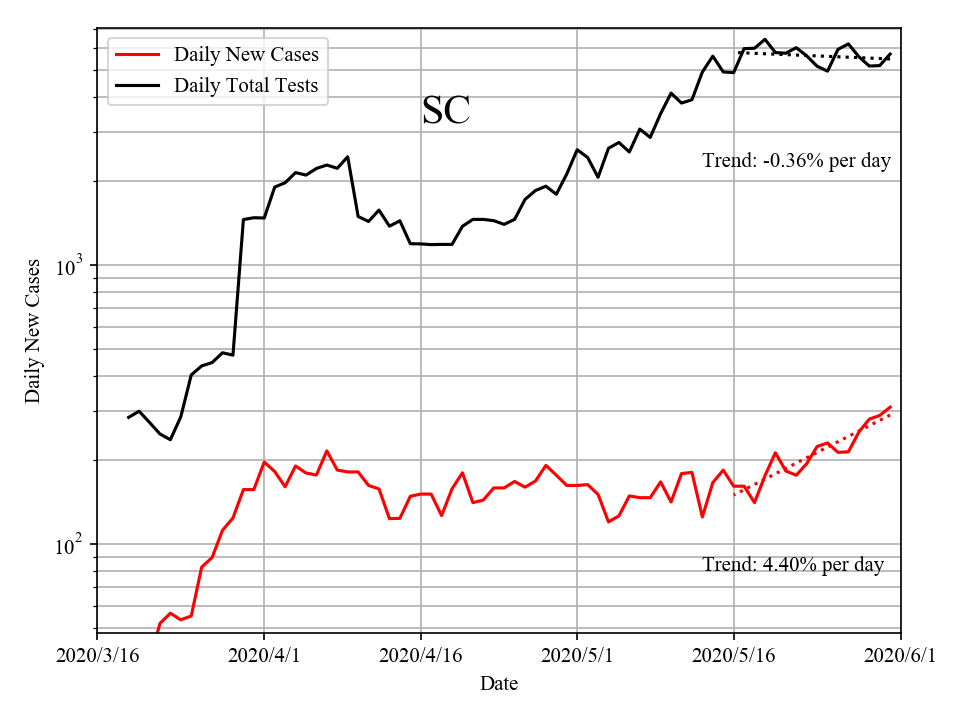 Daily New Cases
Daily Total Tests
SC
Trend: -0.36% per day
10³
Daily New Cases
10²
Trend: 4.40% per day
2020/3/16 2020/4/1 2020/4/16 2020/5/1 2020/5/16 2020/6/1
Date